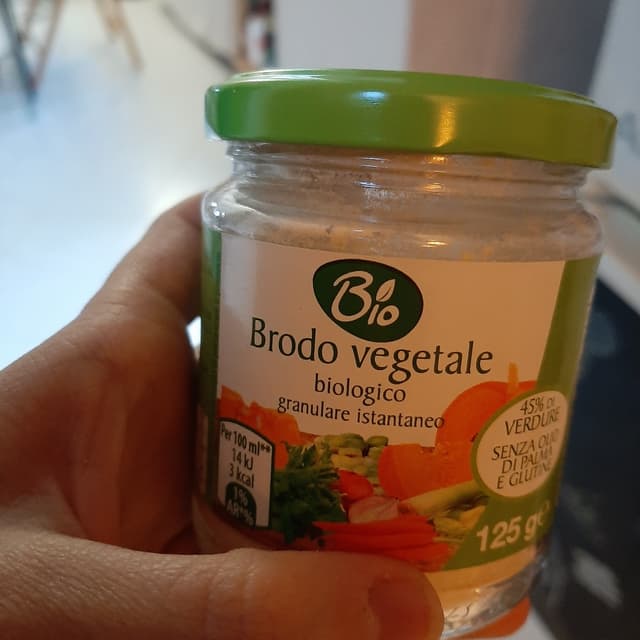 Bio
Brodo vegetale
biologico
granulare istantaneo
45% DI
VERDURE
SENZA OLIO
DI PALMA
E GLUTINE
Per 100 ml**
14 kJ
3 kcal
1%
AR*%
125 g e